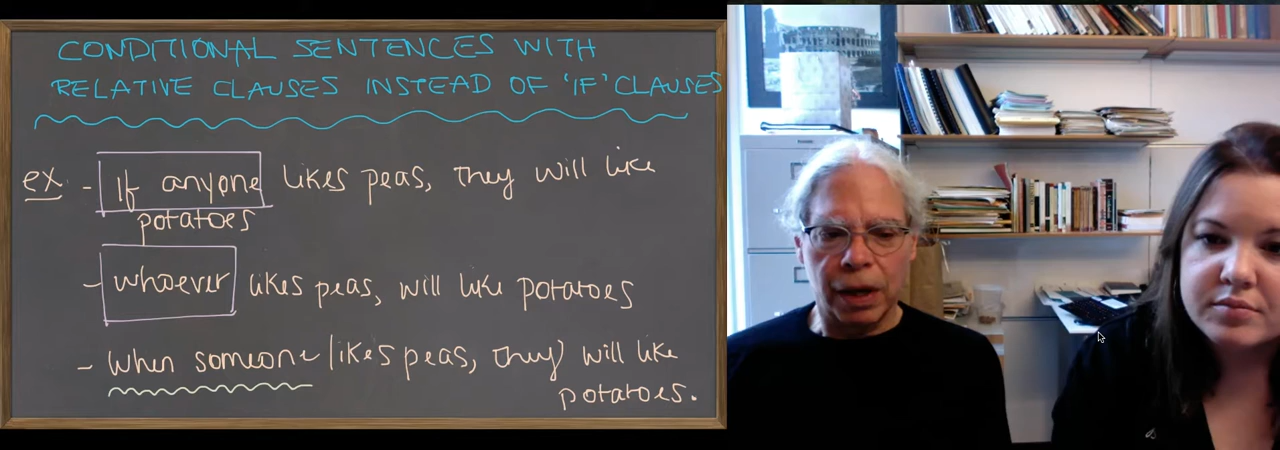 CONDITIONAL SENTENCES WITH
RELATIVE CLAUSES INSTEAD OF 'IF' CLAUSES
ex. - If anyone likes peas, they will like
potatoes
- whoever likes peas, will like potatoes
- when someone likes peas, they will like
potatoes.